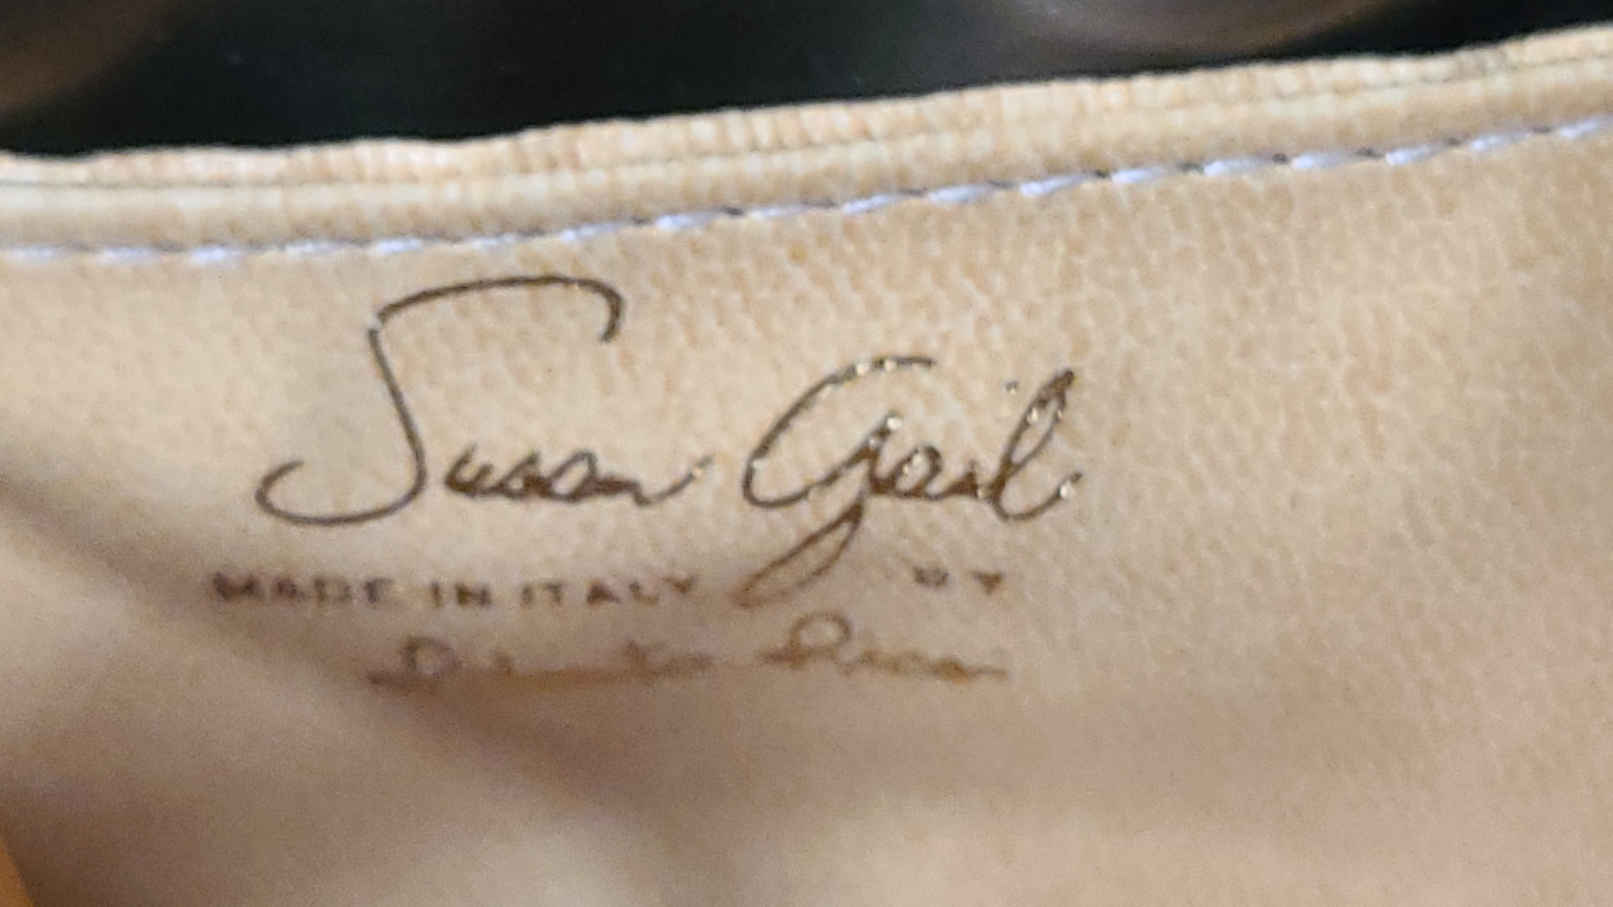 Susan Gail
MADE IN ITALY BY